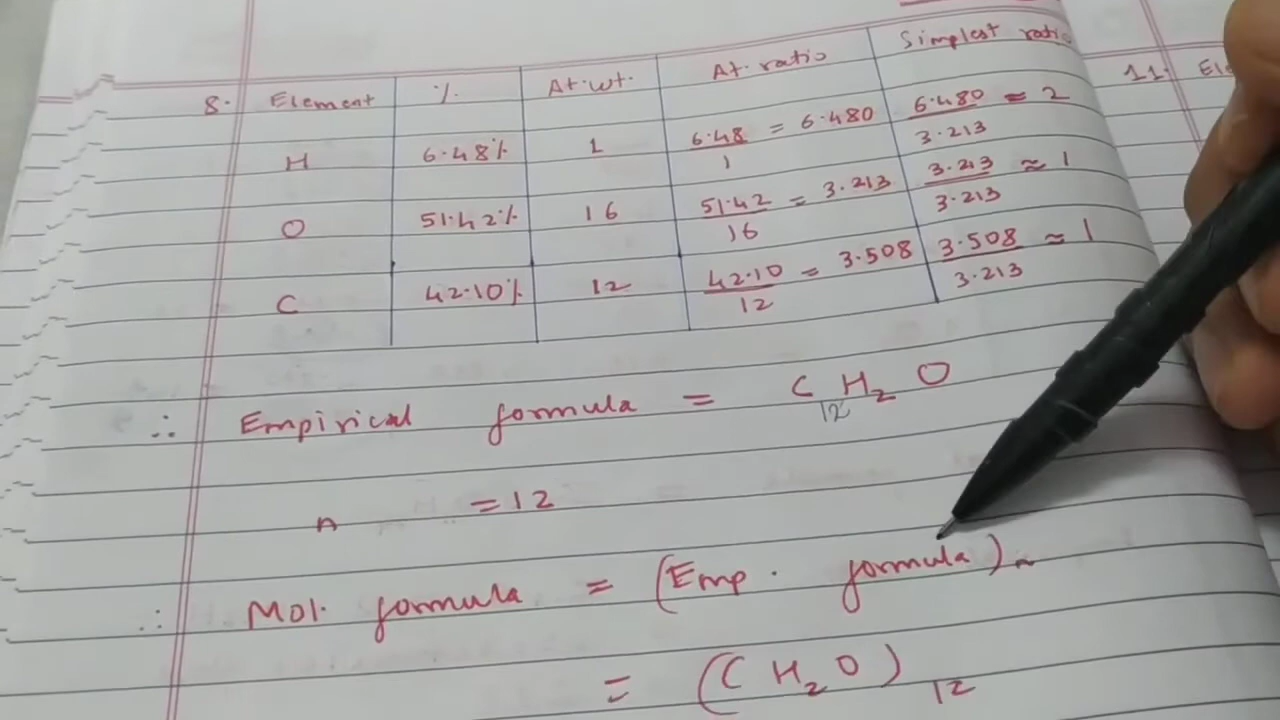 8. Element % At.wt. At. ratio Simplest ratio
H 6.48% 1 6.48/1 = 6.480 6.480/3.213 = 2
O 51.42% 16 51.42/16 = 3.213 3.213/3.213 ≈ 1
C 42.10% 12 42.10/12 = 3.508 3.508/3.213 ≈ 1
∴ Empirical formula = CH₂O
12
n = 12
∴ Mol. formula = (Emp. formula)n
= (CH₂O)12
11.